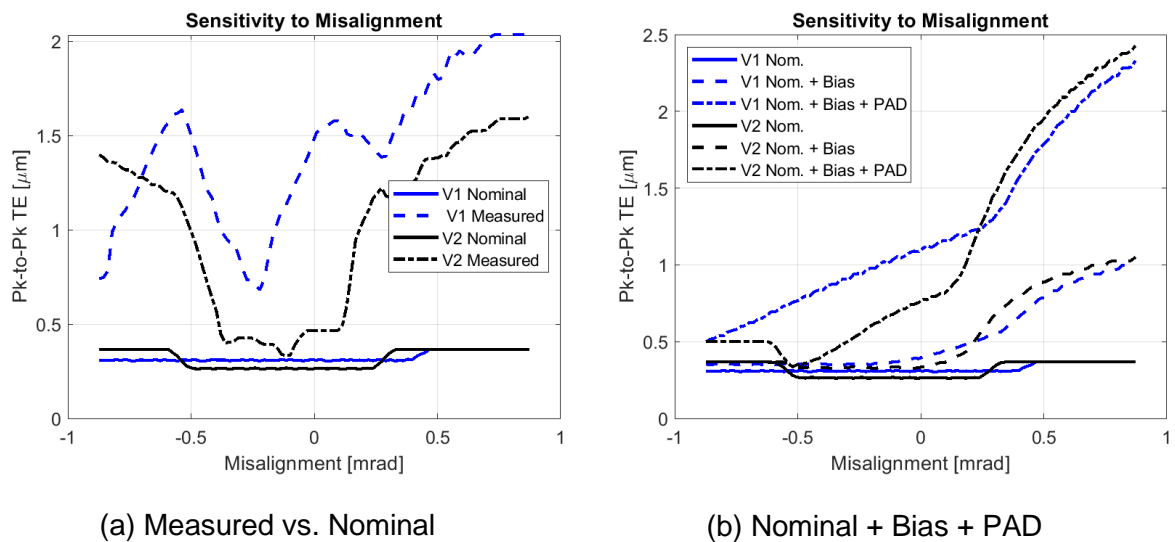 Sensitivity to Misalignment
2
1.5
1
0.5
0
Pk-to-Pk TE [μm]
V1 Nominal
V1 Measured
V2 Nominal
V2 Measured
-1
-0.5
0
0.5
1
Misalignment [mrad]
(a) Measured vs. Nominal
Sensitivity to Misalignment
2.5
2
1.5
1
0.5
0
Pk-to-Pk TE [μm]
V1 Nom.
V1 Nom. + Bias
V1 Nom. + Bias + PAD
V2 Nom.
V2 Nom. + Bias
V2 Nom. + Bias + PAD
-1
-0.5
0
0.5
1
Misalignment [mrad]
(b) Nominal + Bias + PAD